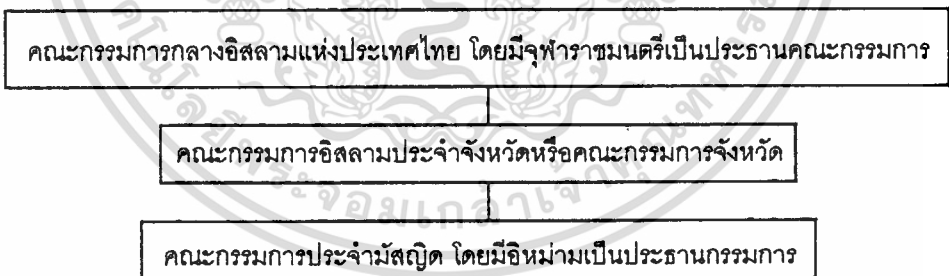 คณะกรรมการกลางอิสลามแห่งประเทศไทย โดยมีจุฬาราชมนตรีเป็นประธานคณะกรรมการ
คณะกรรมการอิสลามประจำจังหวัดหรือคณะกรรมการจังหวัด
คณะกรรมการประจำมัสญิด โดยมีอิหม่ามเป็นประธานกรรมการ